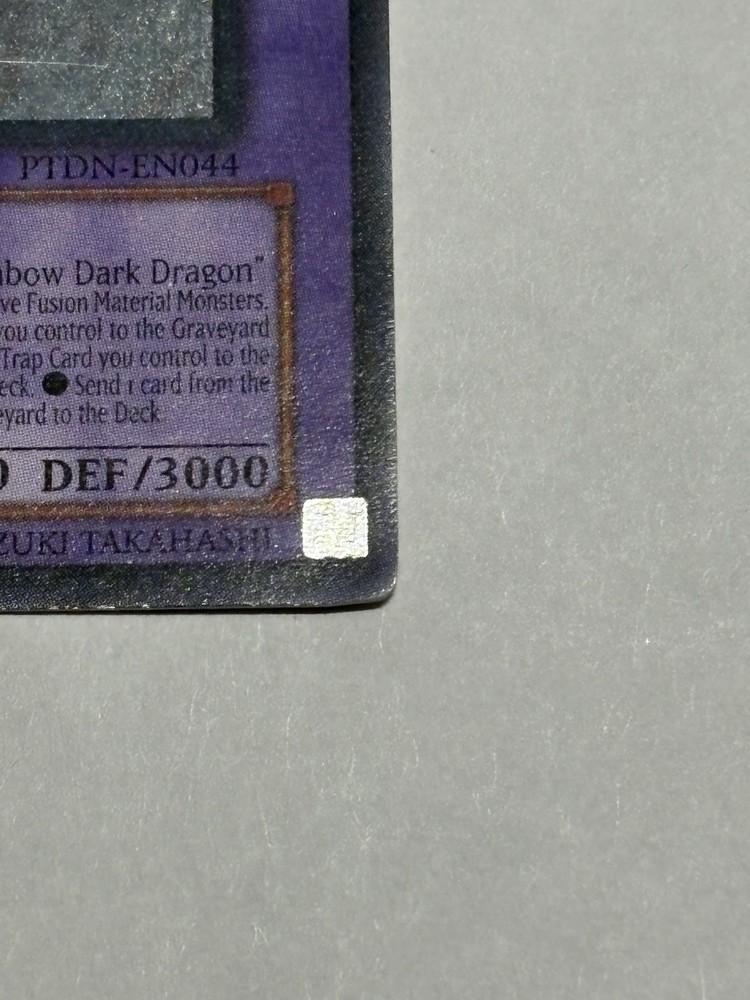 PTDN-EN044
nbow Dark Dragon"
ve Fusion Material Monsters.
you control to the Graveyard
Trap Card you control to the
eck. ● Send 1 card from the
eyard to the Deck
0 DEF/3000
ZUKI TAKAHASHI